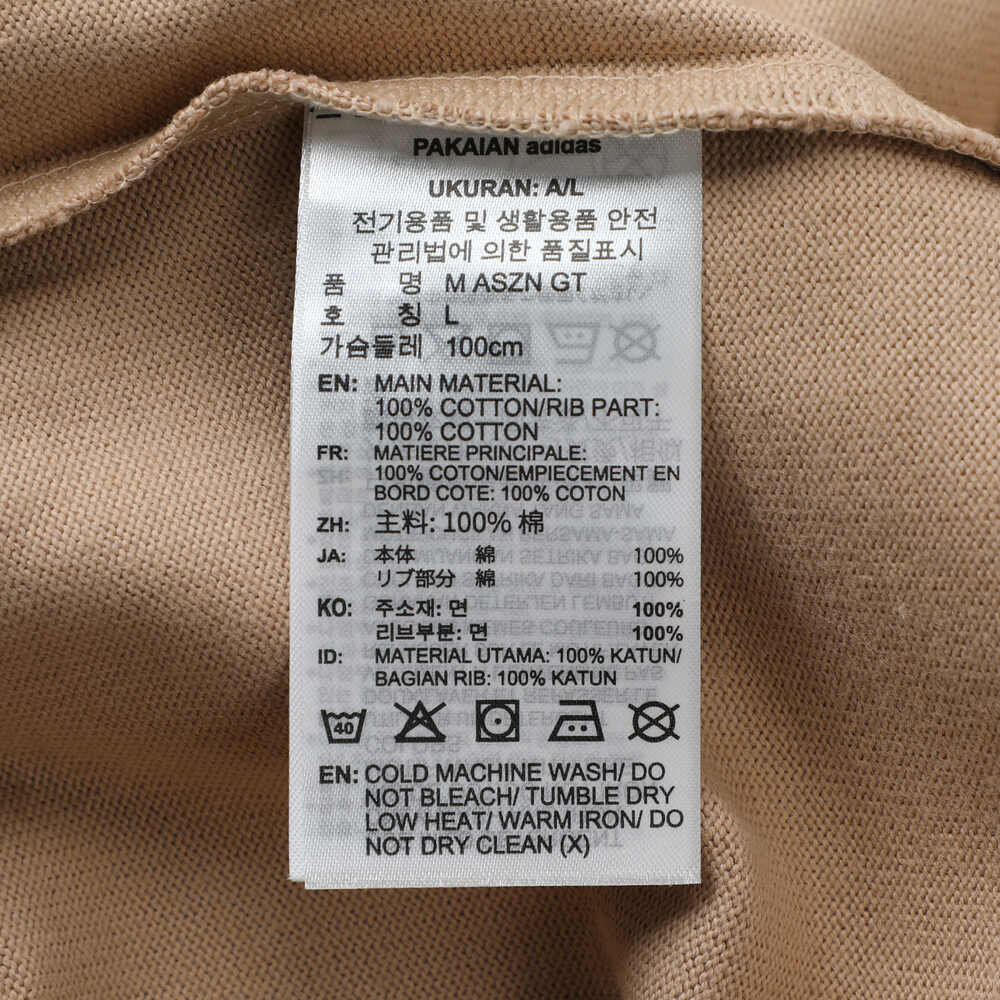 PAKAIAN adidas
UKURAN: A/L
전기용품 및 생활용품 안전
관리법에 의한 품질표시
품 명 M ASZN GT
호 칭 L
가슴둘레 100cm
EN: MAIN MATERIAL:
100% COTTON/RIB PART:
100% COTTON
FR: MATIERE PRINCIPALE:
100% COTON/EMPIECEMENT EN
BORD COTE: 100% COTON
ZH: 主料: 100% 棉
JA: 本体 綿 100%
リブ部分 綿 100%
KO: 주소재: 면 100%
리브부분: 면 100%
ID: MATERIAL UTAMA: 100% KATUN/
BAGIAN RIB: 100% KATUN
40
EN: COLD MACHINE WASH/ DO
NOT BLEACH/ TUMBLE DRY
LOW HEAT/ WARM IRON/ DO
NOT DRY CLEAN (X)